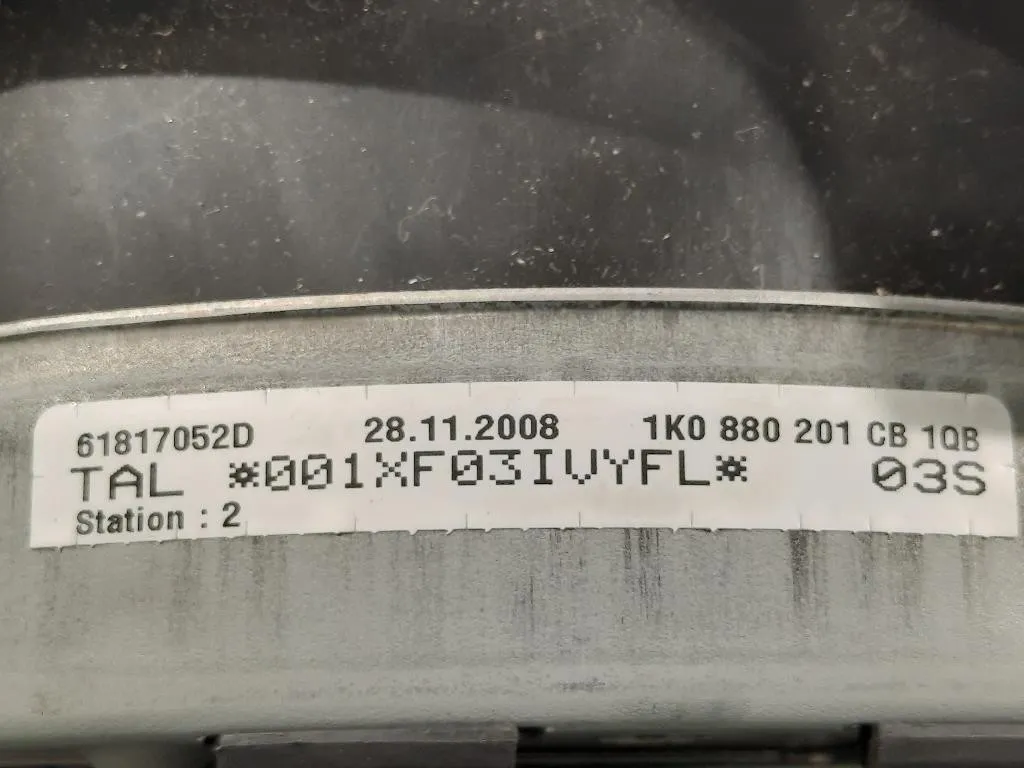 61817052D 28.11.2008 1K0 880 201 CB 1QB
TAL *001XF03IVYFL* 03S
Station : 2